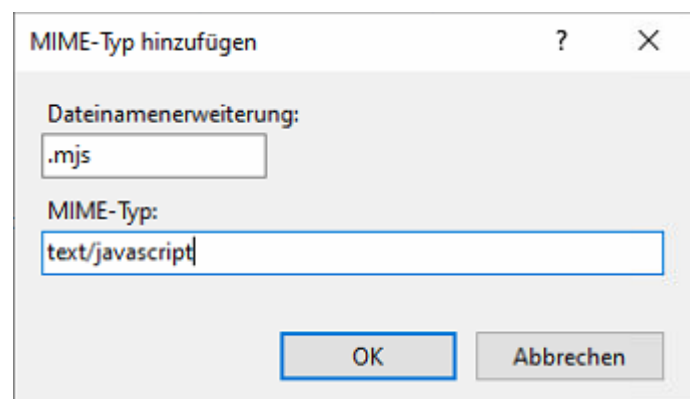 MIME-Typ hinzufügen ?
Dateinamenerweiterung:
.mjs
MIME-Typ:
text/javascript
OK Abbrechen